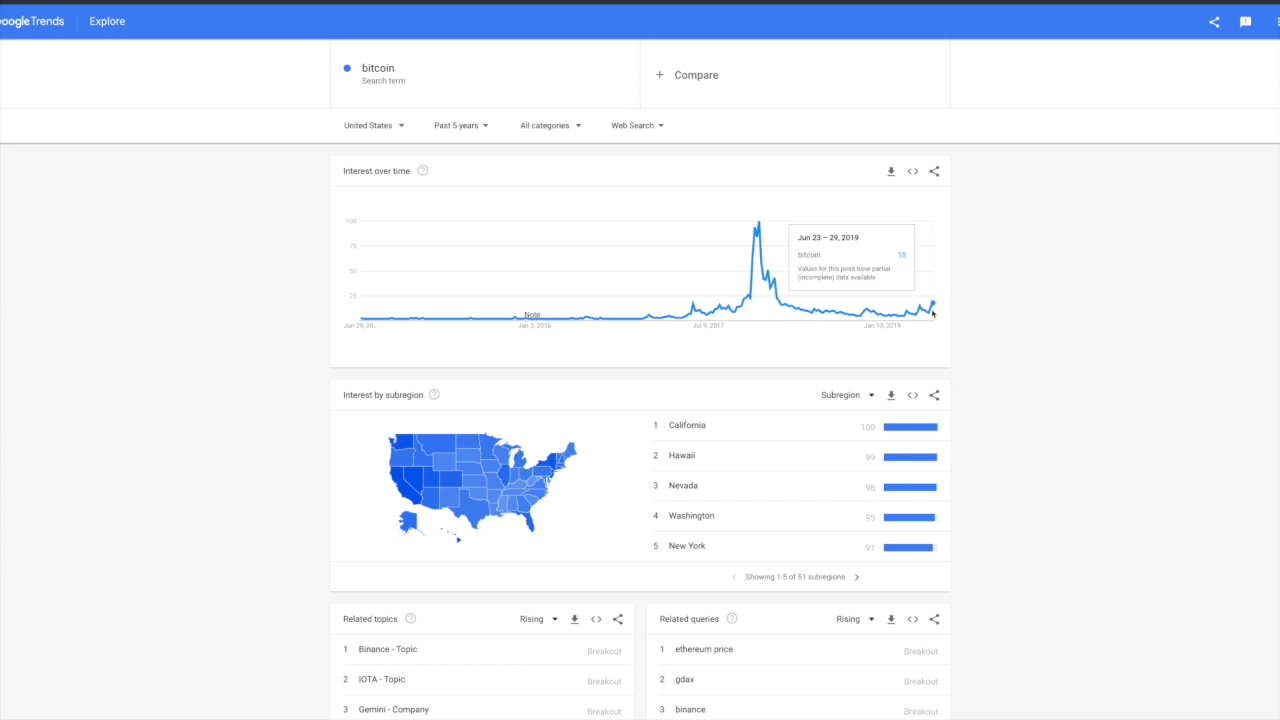 oogle Trends
Explore
bitcoin
Search term
+ Compare
United States
Past 5 years
All categories
Web Search
Interest over time
100
75
50
25
Note
Jun 29, 20...
Jan 3, 2016
Jul 9, 2017
Jan 13, 2019
Jun 23 – 29, 2019
bitcoin 18
Values for this point have partial
(incomplete) data available
Interest by subregion
Subregion
1 California 100
2 Hawaii 99
3 Nevada 98
4 Washington 95
5 New York 91
Showing 1-5 of 51 subregions
Related topics
Rising
1 Binance - Topic Breakout
2 IOTA - Topic Breakout
3 Gemini - Company Breakout
Related queries
Rising
1 ethereum price Breakout
2 gdax Breakout
3 binance Breakout